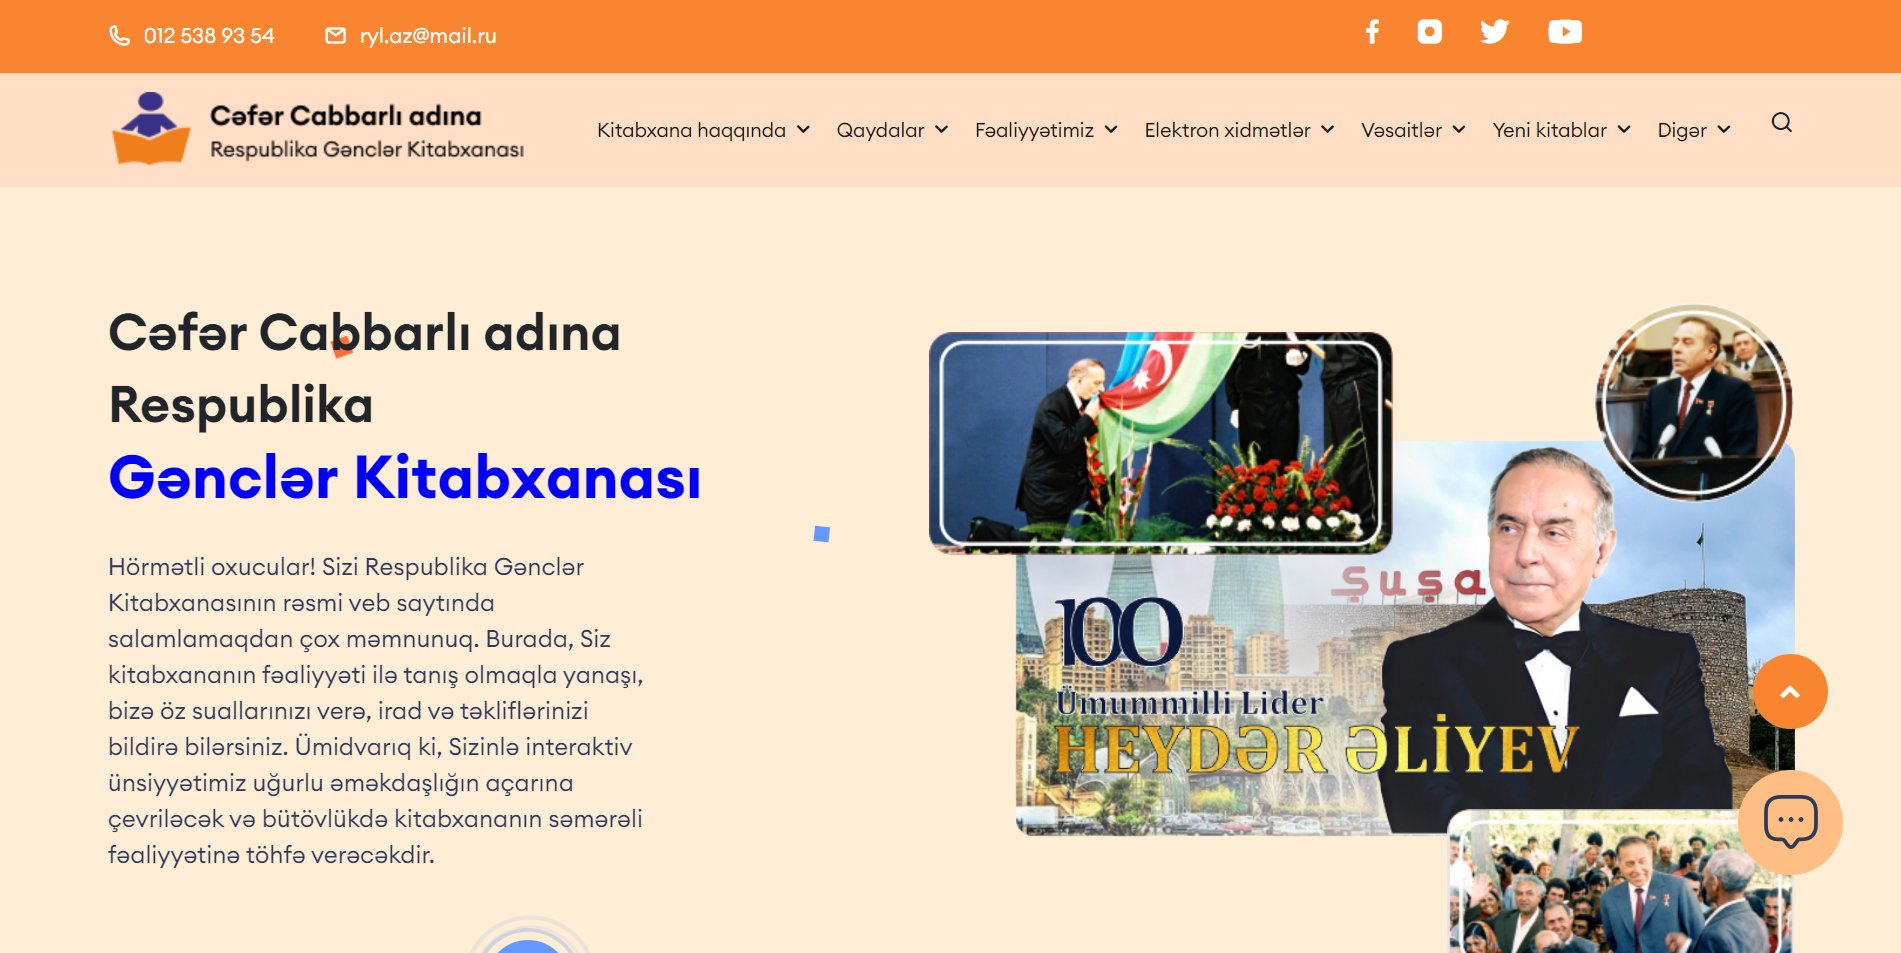 012 538 93 54
ryl.az@mail.ru
Cəfər Cabbarlı adına
Respublika Gənclər Kitabxanası
Kitabxana haqqında
Qaydalar
Fəaliyyətimiz
Elektron xidmətlər
Vəsaitlər
Yeni kitablar
Digər
Cəfər Cabbarlı adına
Respublika
Gənclər Kitabxanası
Hörmətli oxucular! Sizi Respublika Gənclər
Kitabxanasının rəsmi veb saytında
salamlamaqdan çox məmnunuq. Burada, Siz
kitabxananın fəaliyyəti ilə tanış olmaqla yanaşı,
bizə öz suallarınızı verə, irad və təkliflərinizi
bildirə bilərsiniz. Ümidvarıq ki, Sizinlə interaktiv
ünsiyyətimiz uğurlu əməkdaşlığın açarına
çevriləcək və bütövlükdə kitabxananın səmərəli
fəaliyyətinə töhfə verəcəkdir.
Şuşa
100
Ümummilli Lider
HEYDƏR ƏLİYEV